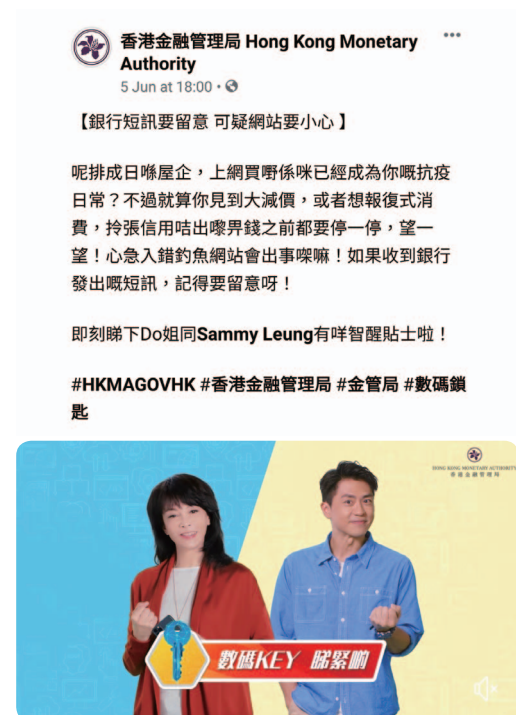 香港金融管理局 Hong Kong Monetary
Authority
5 Jun at 18:00
【銀行短訊要留意 可疑網站要小心】
呢排成日喺屋企，上網買嘢係咪已經成為你嘅抗疫
日常？不過就算你見到大減價，或者想報復式消
費，拎張信用咭出嚟畀錢之前都要停一停，望一
望！心急入錯釣魚網站會出事㗎嘛！如果收到銀行
發出嘅短訊，記得要留意呀！
即刻睇下Do姐同Sammy Leung有咩智醒貼士啦！
#HKMAGOVHK #香港金融管理局 #金管局 #數碼鎖
匙
HONG KONG MONETARY AUTHORITY
香港金融管理局
數碼KEY 睇緊喲